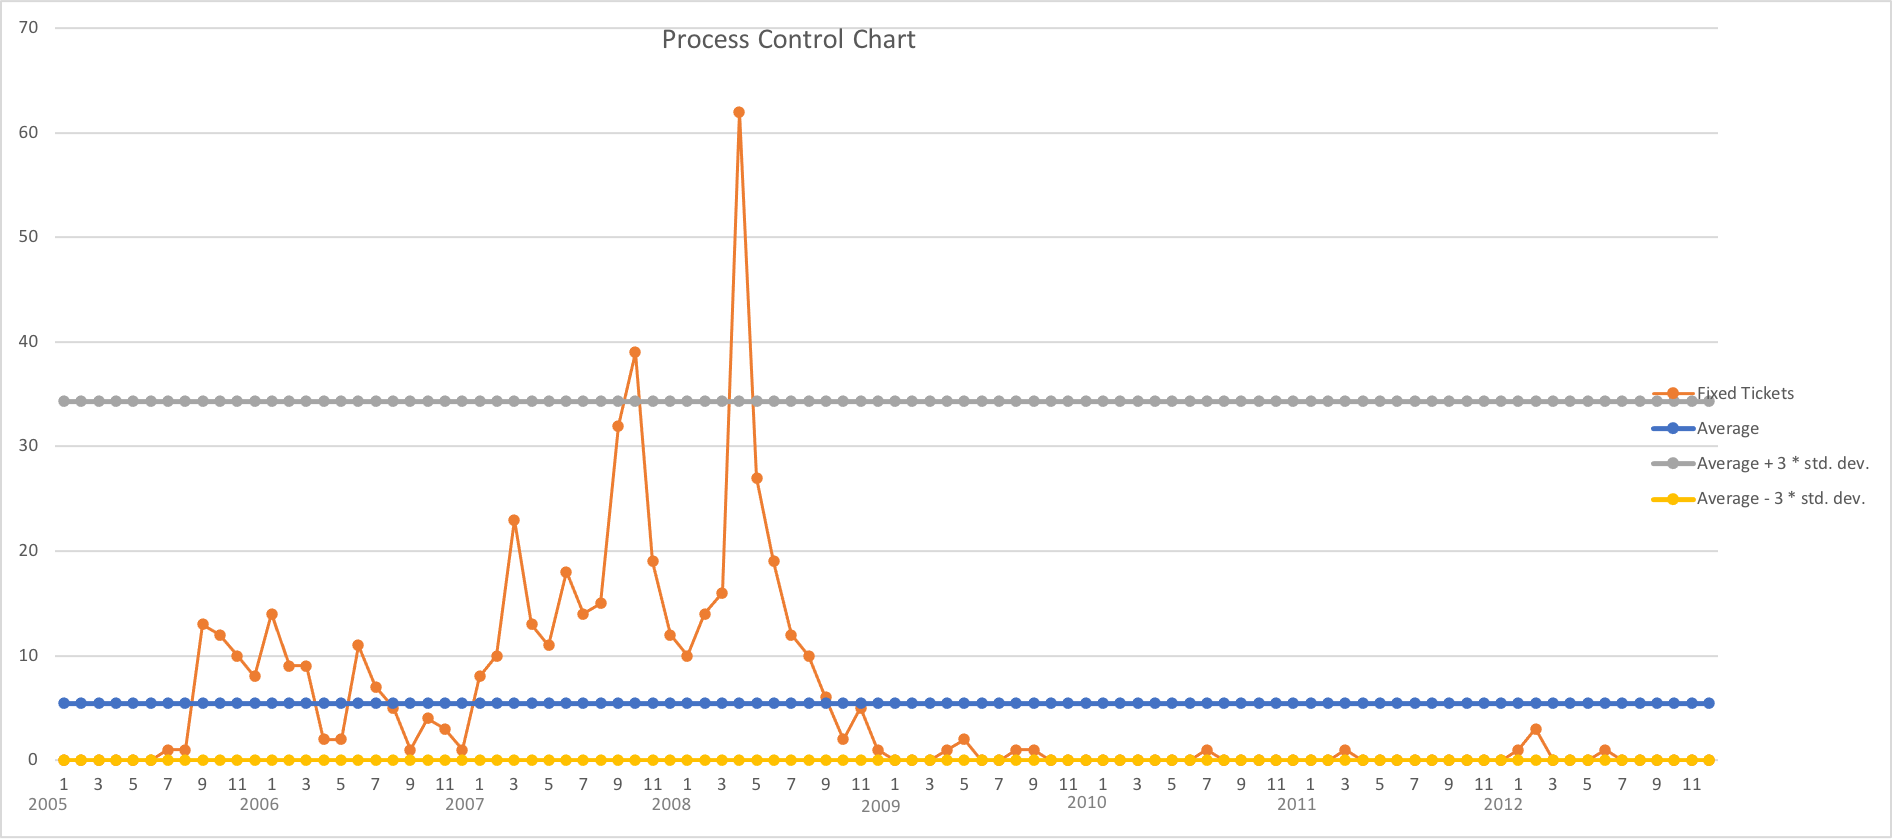 Process Control Chart
70
60
50
40
30
20
10
0
Fixed Tickets
Average
Average + 3 * std. dev.
Average - 3 * std. dev.
1 3 5 7 9 11 1 3 5 7 9 11 1 3 5 7 9 11 1 3 5 7 9 11 1 3 5 7 9 11 1 3 5 7 9 11 1 3 5 7 9 11 1 3 5 7 9 11
2005 2006 2007 2008 2009 2010 2011 2012